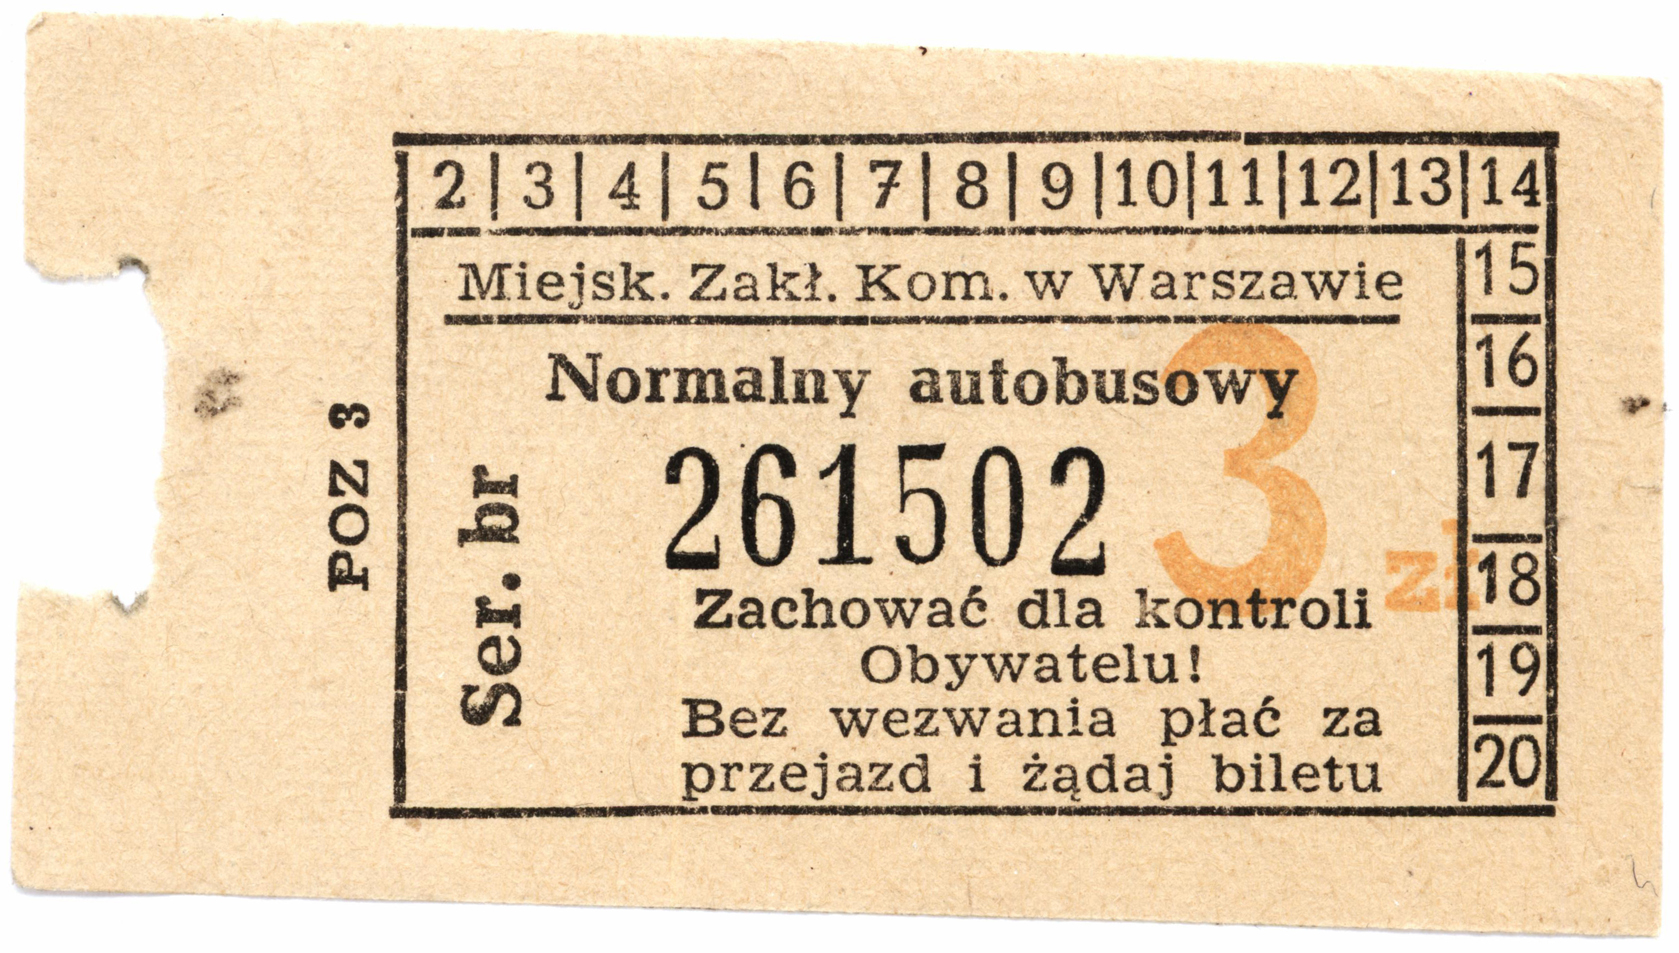 2 | 3 | 4 | 5 | 6 | 7 | 8 | 9 | 10 | 11 | 12 | 13 | 14
15
16
17
18
19
20
Miejsk. Zakł. Kom. w Warszawie
Normalny autobusowy
261502
3 zł
Zachować dla kontroli
Obywatelu!
Bez wezwania płać za
przejazd i żądaj biletu
Ser. br
POZ 3